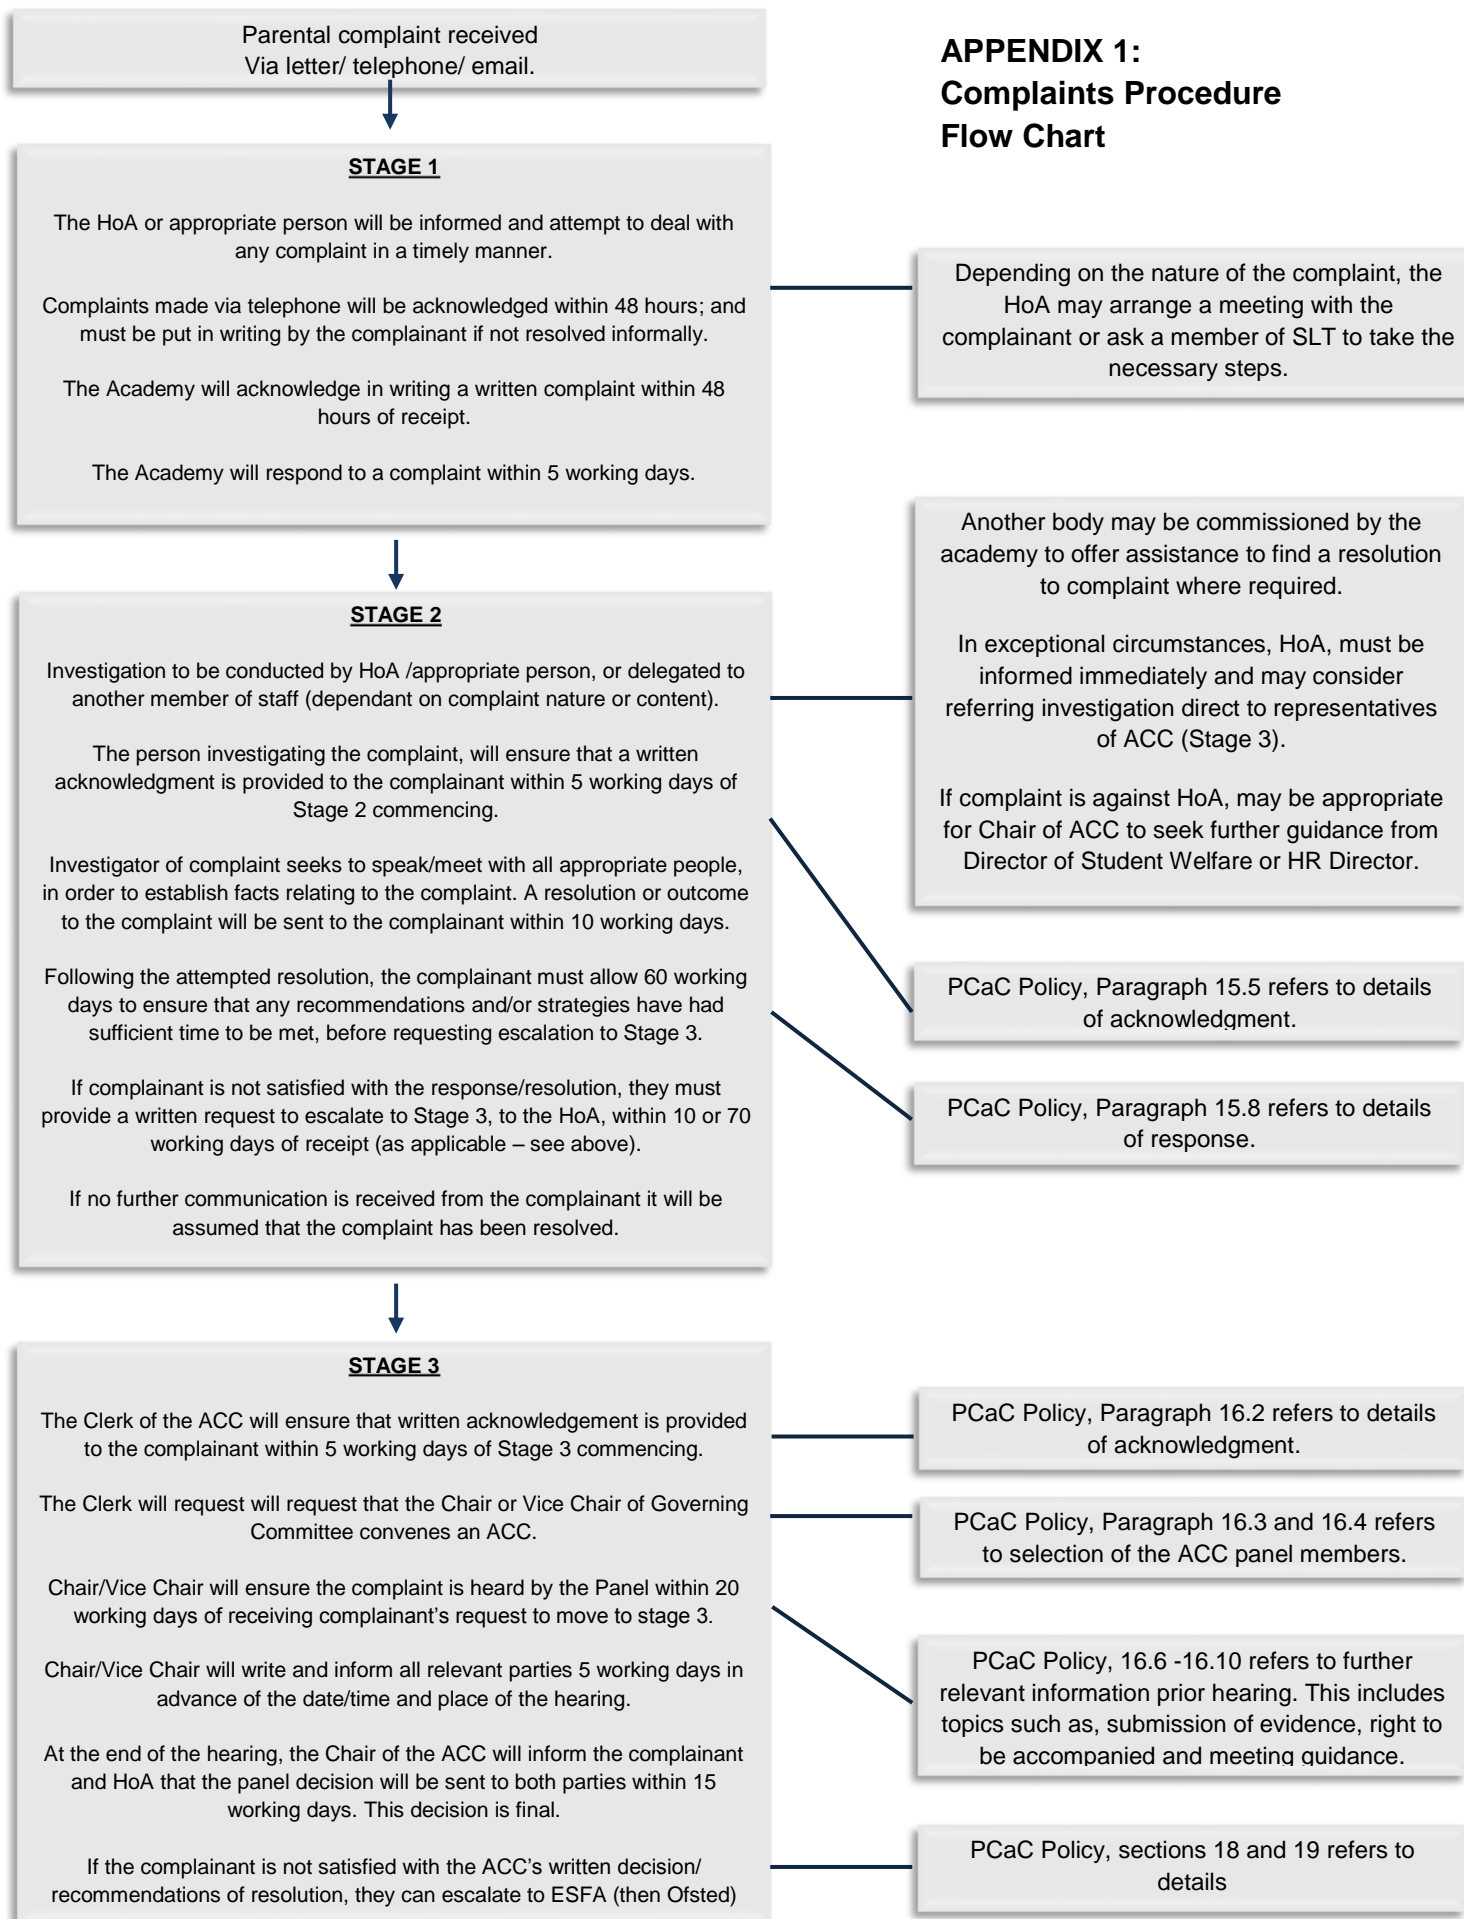 Parental complaint received
Via letter/ telephone/ email.
APPENDIX 1:
Complaints Procedure
Flow Chart
STAGE 1
The HoA or appropriate person will be informed and attempt to deal with
any complaint in a timely manner.
Complaints made via telephone will be acknowledged within 48 hours; and
must be put in writing by the complainant if not resolved informally.
The Academy will acknowledge in writing a written complaint within 48
hours of receipt.
The Academy will respond to a complaint within 5 working days.
Depending on the nature of the complaint, the
HoA may arrange a meeting with the
complainant or ask a member of SLT to take the
necessary steps.
STAGE 2
Investigation to be conducted by HoA /appropriate person, or delegated to
another member of staff (dependant on complaint nature or content).
The person investigating the complaint, will ensure that a written
acknowledgment is provided to the complainant within 5 working days of
Stage 2 commencing.
Investigator of complaint seeks to speak/meet with all appropriate people,
in order to establish facts relating to the complaint. A resolution or outcome
to the complaint will be sent to the complainant within 10 working days.
Following the attempted resolution, the complainant must allow 60 working
days to ensure that any recommendations and/or strategies have had
sufficient time to be met, before requesting escalation to Stage 3.
If complainant is not satisfied with the response/resolution, they must
provide a written request to escalate to Stage 3, to the HoA, within 10 or 70
working days of receipt (as applicable – see above).
If no further communication is received from the complainant it will be
assumed that the complaint has been resolved.
Another body may be commissioned by the
academy to offer assistance to find a resolution
to complaint where required.
In exceptional circumstances, HoA, must be
informed immediately and may consider
referring investigation direct to representatives
of ACC (Stage 3).
If complaint is against HoA, may be appropriate
for Chair of ACC to seek further guidance from
Director of Student Welfare or HR Director.
PCaC Policy, Paragraph 15.5 refers to details
of acknowledgment.
PCaC Policy, Paragraph 15.8 refers to details
of response.
STAGE 3
The Clerk of the ACC will ensure that written acknowledgement is provided
to the complainant within 5 working days of Stage 3 commencing.
The Clerk will request will request that the Chair or Vice Chair of Governing
Committee convenes an ACC.
Chair/Vice Chair will ensure the complaint is heard by the Panel within 20
working days of receiving complainant's request to move to stage 3.
Chair/Vice Chair will write and inform all relevant parties 5 working days in
advance of the date/time and place of the hearing.
At the end of the hearing, the Chair of the ACC will inform the complainant
and HoA that the panel decision will be sent to both parties within 15
working days. This decision is final.
If the complainant is not satisfied with the ACC's written decision/
recommendations of resolution, they can escalate to ESFA (then Ofsted)
PCaC Policy, Paragraph 16.2 refers to details
of acknowledgment.
PCaC Policy, Paragraph 16.3 and 16.4 refers
to selection of the ACC panel members.
PCaC Policy, 16.6 -16.10 refers to further
relevant information prior hearing. This includes
topics such as, submission of evidence, right to
be accompanied and meeting guidance.
PCaC Policy, sections 18 and 19 refers to
details